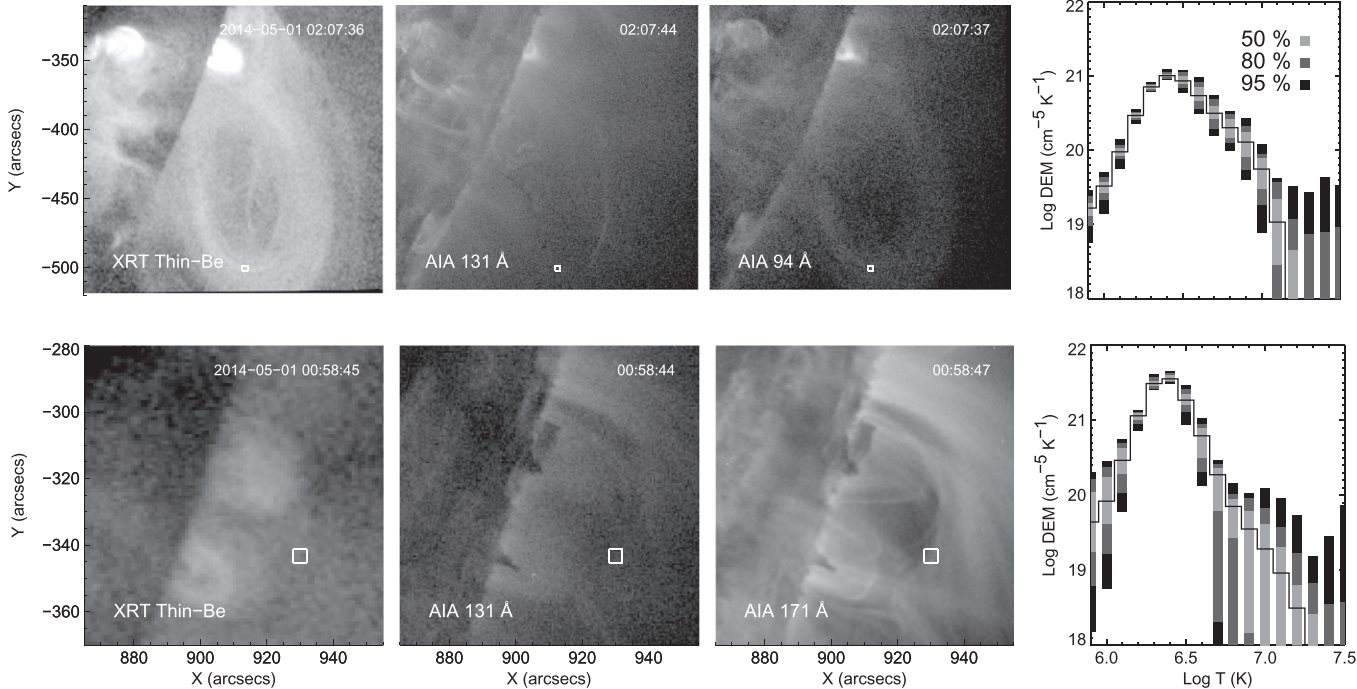 2014−05−01 02:07:36
XRT Thin−Be
02:07:44
AIA 131 Å
02:07:37
AIA 94 Å
Y (arcsecs)
−350
−400
−450
−500
50 %
80 %
95 %
Log DEM (cm⁻⁵ K⁻¹)
22
21
20
19
18
2014−05−01 00:58:45
XRT Thin−Be
00:58:44
AIA 131 Å
00:58:47
AIA 171 Å
Y (arcsecs)
−280
−300
−320
−340
−360
880 900 920 940
X (arcsecs)
880 900 920 940
X (arcsecs)
880 900 920 940
X (arcsecs)
Log DEM (cm⁻⁵ K⁻¹)
22
21
20
19
18
6.0 6.5 7.0 7.5
Log T (K)